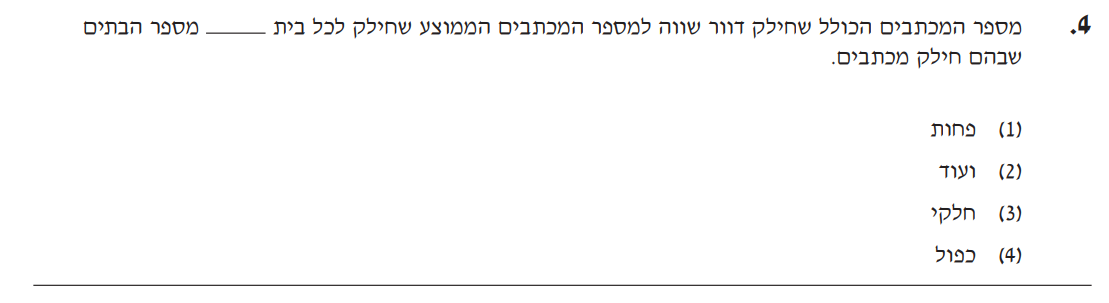 4. מספר המכתבים הכולל שחילק דוור שווה למספר המכתבים הממוצע שחילק לכל בית _____ מספר הבתים
שבהם חילק מכתבים.
(1) פחות
(2) ועוד
(3) חלקי
(4) כפול